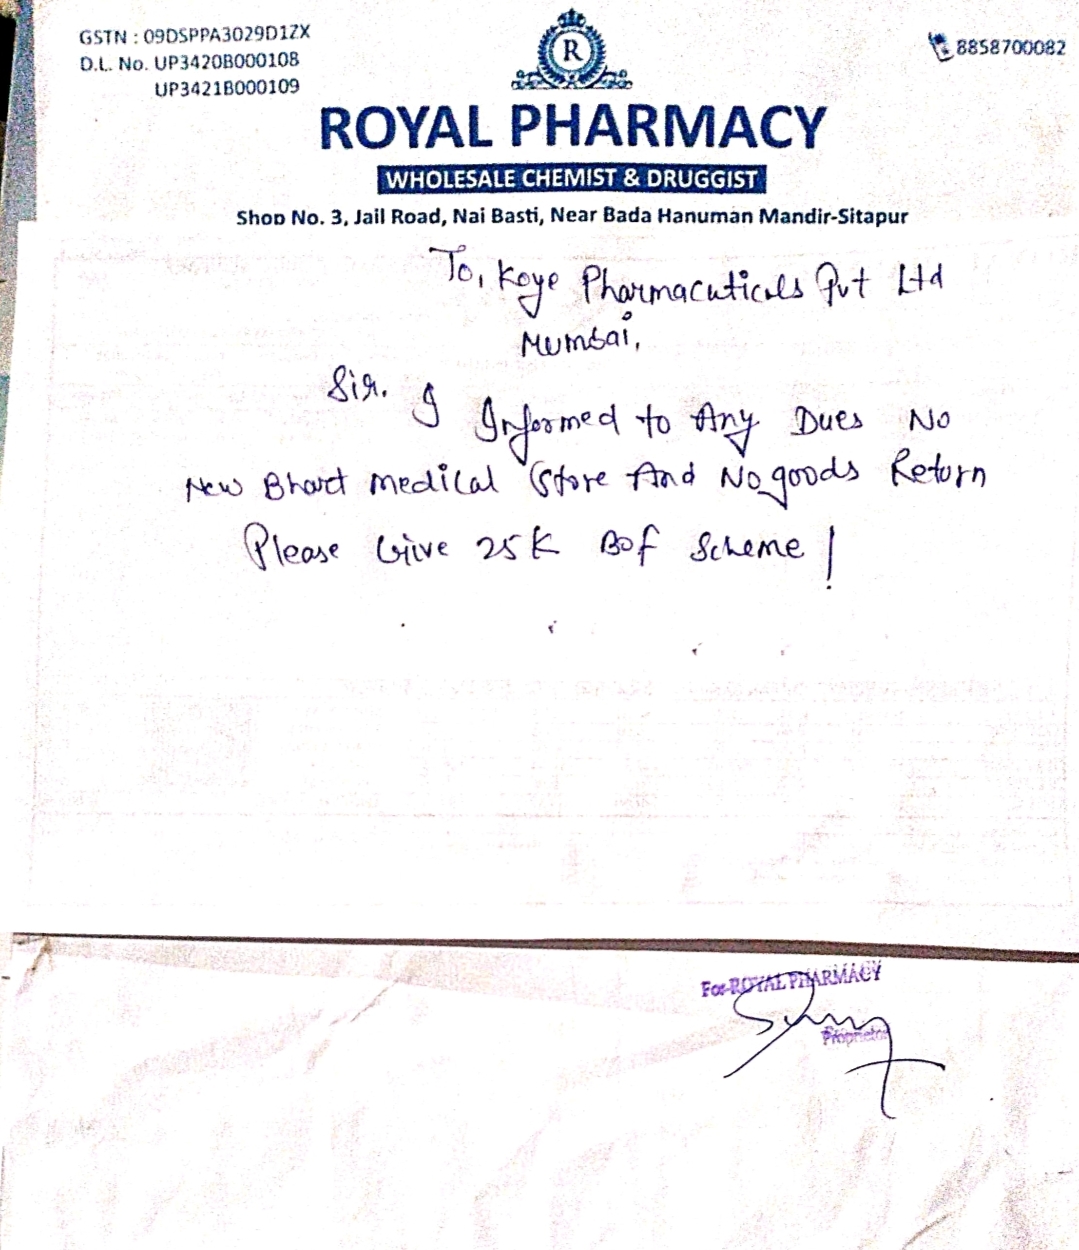 GSTN : 09DSPPA3029D1ZX
D.L. No. UP3420B000108
UP3421B000109
8858700082
R
ROYAL PHARMACY
WHOLESALE CHEMIST & DRUGGIST
Shop No. 3, Jail Road, Nai Basti, Near Bada Hanuman Mandir-Sitapur
To, Koye Pharmacuticals Pvt Ltd
Mumbai,
Sir.
I Informed to Any Dues No
New Bhart Medical Store And No goods Return
Please Give 25K Bof Scheme !
For-ROYAL PHARMACY
Proprietor